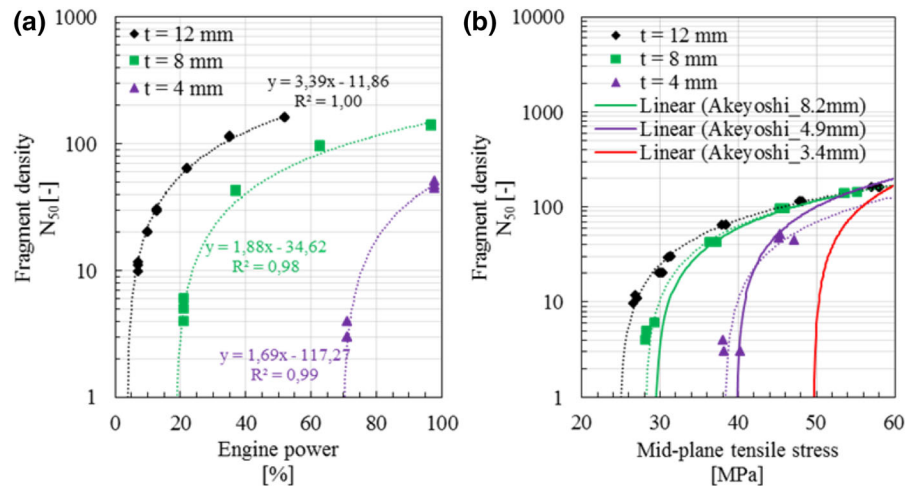 (a)
1000
100
10
1
0
20
40
60
80
100
Fragment density
N50 [-]
Engine power
[%]
t = 12 mm
t = 8 mm
t = 4 mm
y = 3,39x - 11,86
R² = 1,00
y = 1,88x - 34,62
R² = 0,98
y = 1,69x - 117,27
R² = 0,99
(b)
10000
1000
100
10
1
20
30
40
50
60
Fragment density
N50 [-]
Mid-plane tensile stress
[MPa]
t = 12 mm
t = 8 mm
t = 4 mm
Linear (Akeyoshi_8.2mm)
Linear (Akeyoshi_4.9mm)
Linear (Akeyoshi_3.4mm)